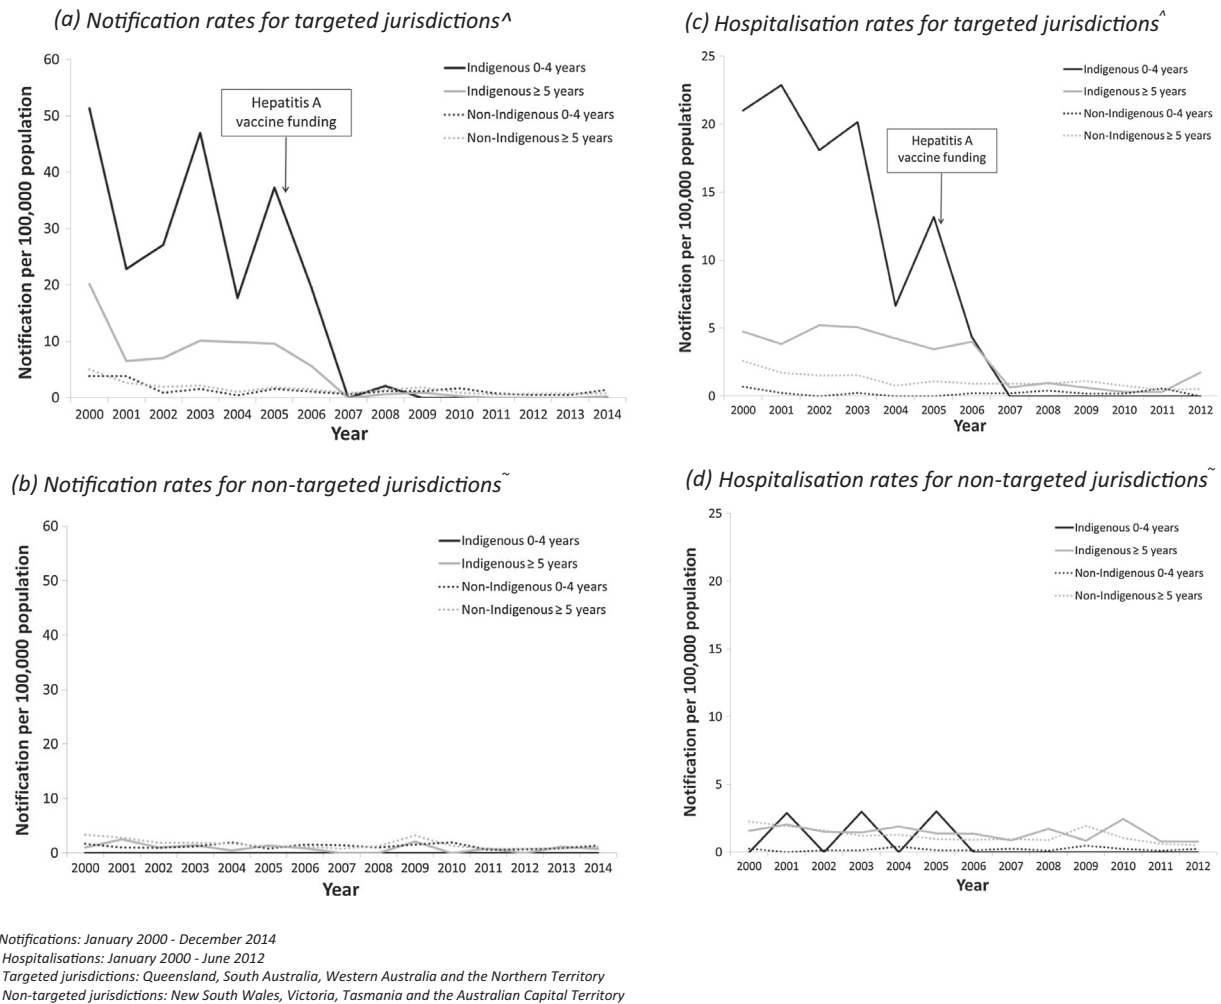 (a) Notification rates for targeted jurisdictions^
Notification per 100,000 population
60
50
40
30
20
10
0
Indigenous 0-4 years
Indigenous ≥ 5 years
Non-Indigenous 0-4 years
Non-Indigenous ≥ 5 years
Hepatitis A
vaccine funding
2000 2001 2002 2003 2004 2005 2006 2007 2008 2009 2010 2011 2012 2013 2014
Year
(c) Hospitalisation rates for targeted jurisdictions^
Notification per 100,000 population
25
20
15
10
5
0
Indigenous 0-4 years
Indigenous ≥ 5 years
Non-Indigenous 0-4 years
Non-Indigenous ≥ 5 years
Hepatitis A
vaccine funding
2000 2001 2002 2003 2004 2005 2006 2007 2008 2009 2010 2011 2012
Year
(b) Notification rates for non-targeted jurisdictions~
Notification per 100,000 population
60
50
40
30
20
10
0
Indigenous 0-4 years
Indigenous ≥ 5 years
Non-Indigenous 0-4 years
Non-Indigenous ≥ 5 years
2000 2001 2002 2003 2004 2005 2006 2007 2008 2009 2010 2011 2012 2013 2014
Year
(d) Hospitalisation rates for non-targeted jurisdictions~
Notification per 100,000 population
25
20
15
10
5
0
Indigenous 0-4 years
Indigenous ≥ 5 years
Non-Indigenous 0-4 years
Non-Indigenous ≥ 5 years
2000 2001 2002 2003 2004 2005 2006 2007 2008 2009 2010 2011 2012
Year
Notifications: January 2000 - December 2014
Hospitalisations: January 2000 - June 2012
Targeted jurisdictions: Queensland, South Australia, Western Australia and the Northern Territory
Non-targeted jurisdictions: New South Wales, Victoria, Tasmania and the Australian Capital Territory